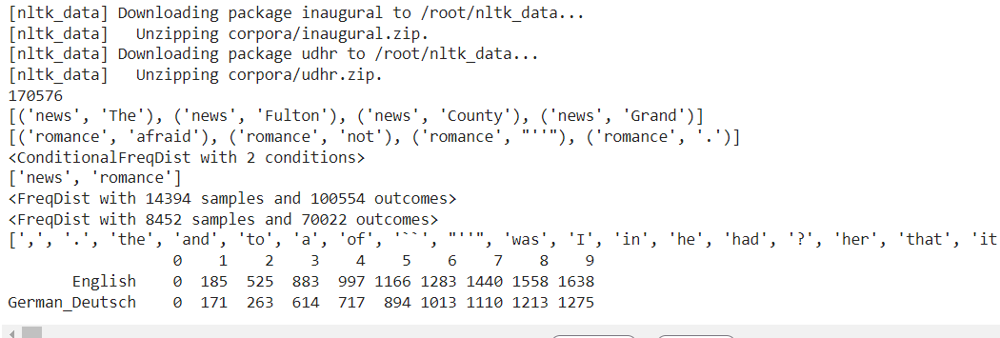 [nltk_data] Downloading package inaugural to /root/nltk_data...
[nltk_data]   Unzipping corpora/inaugural.zip.
[nltk_data] Downloading package udhr to /root/nltk_data...
[nltk_data]   Unzipping corpora/udhr.zip.
170576
[('news', 'The'), ('news', 'Fulton'), ('news', 'County'), ('news', 'Grand')]
[('romance', 'afraid'), ('romance', 'not'), ('romance', "''"), ('romance', '.')]
<ConditionalFreqDist with 2 conditions>
['news', 'romance']
<FreqDist with 14394 samples and 100554 outcomes>
<FreqDist with 8452 samples and 70022 outcomes>
[',', '.', 'the', 'and', 'to', 'a', 'of', '``', "''", 'was', 'I', 'in', 'he', 'had', '?', 'her', 'that', 'it
0 1 2 3 4 5 6 7 8 9
English 0 185 525 883 997 1166 1283 1440 1558 1638
German_Deutsch 0 171 263 614 717 894 1013 1110 1213 1275